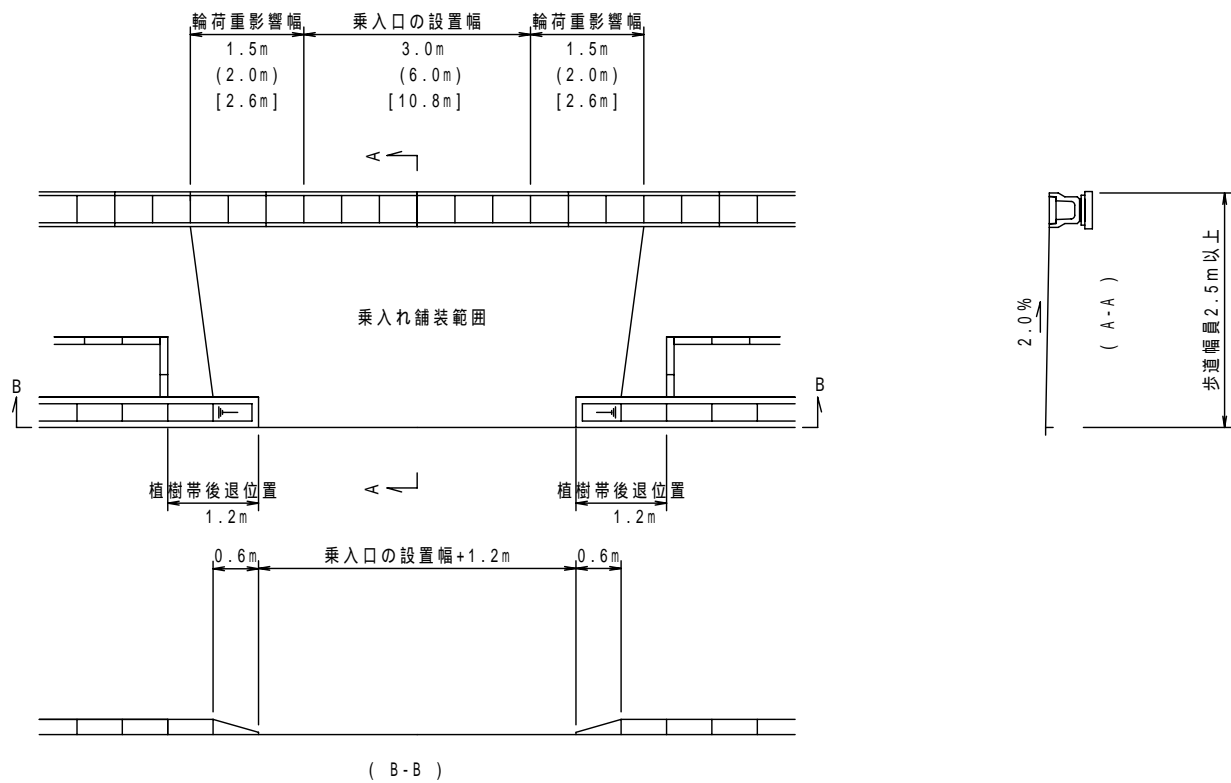 輪荷重影響幅
乗入口の設置幅
輪荷重影響幅
1.5m
3.0m
1.5m
(2.0m)
(6.0m)
(2.0m)
[2.6m]
[10.8m]
[2.6m]
A
乗入れ舗装範囲
2.0%
( A-A )
歩道幅員2.5m以上
B
B
植樹帯後退位置
A
植樹帯後退位置
1.2m
1.2m
0.6m
乗入口の設置幅+1.2m
0.6m
( B-B )